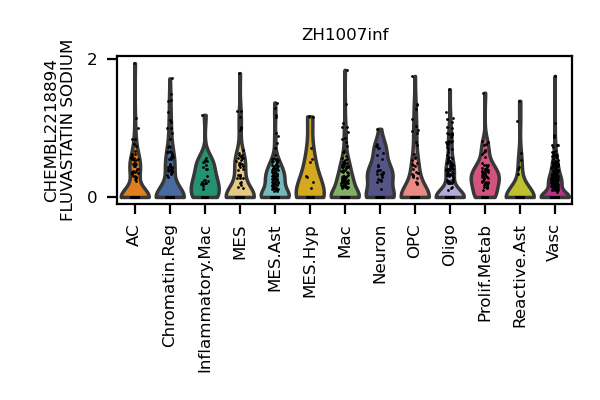 ZH1007inf
CHEMBL2218894
FLUVASTATIN SODIUM
2
0
AC
Chromatin.Reg
Inflammatory.Mac
MES
MES.Ast
MES.Hyp
Mac
Neuron
OPC
Oligo
Prolif.Metab
Reactive.Ast
Vasc